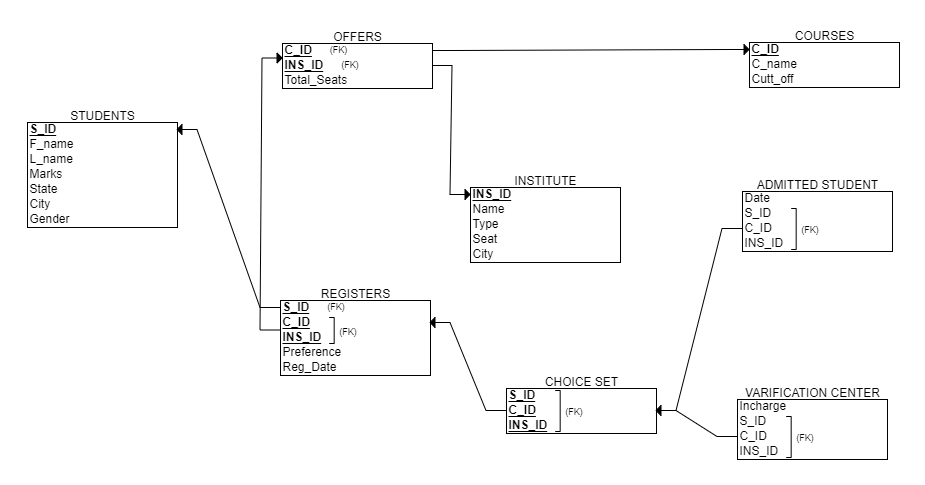 OFFERS
C_ID (FK)
INS_ID (FK)
Total_Seats
COURSES
C_ID
C_name
Cutt_off
STUDENTS
S_ID
F_name
L_name
Marks
State
City
Gender
INSTITUTE
INS_ID
Name
Type
Seat
City
ADMITTED STUDENT
Date
S_ID
C_ID (FK)
INS_ID
REGISTERS
S_ID (FK)
C_ID
(FK)
INS_ID
Preference
Reg_Date
CHOICE SET
S_ID
C_ID (FK)
INS_ID
VARIFICATION CENTER
Incharge
S_ID
C_ID (FK)
INS_ID